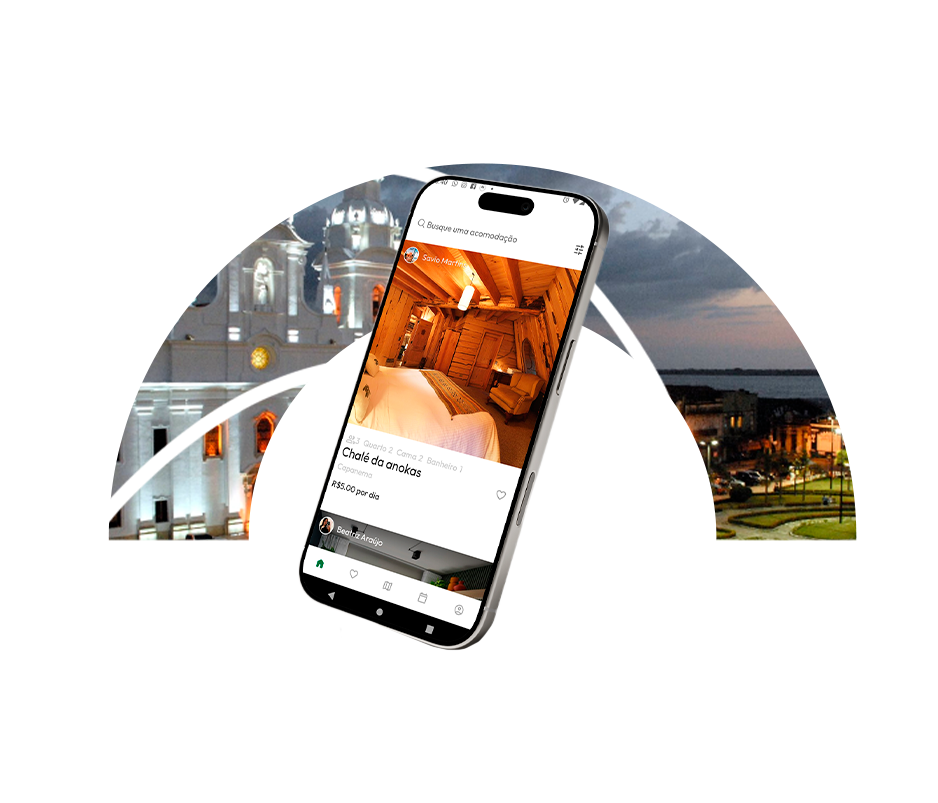 Busque uma acomodação
Savio Martins
3 Quarto 2 Cama 2 Banheiro 1
Chalé da anokas
Copanema
R$5.00 por dia
Beatriz Araújo